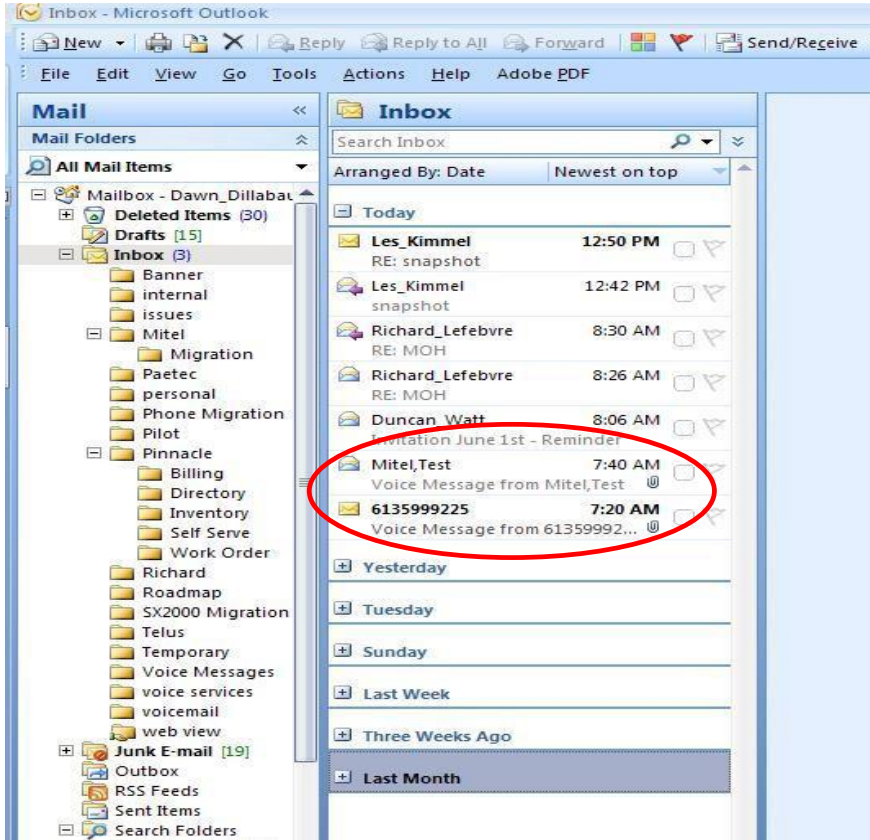 Inbox - Microsoft Outlook
New Reply Reply to All Forward Send/Receive
File Edit View Go Tools Actions Help Adobe PDF
Mail
Mail Folders
All Mail Items
Mailbox - Dawn_Dillabau
Deleted Items (30)
Drafts [15]
Inbox (3)
Banner
internal
issues
Mitel
Migration
Paetec
personal
Phone Migration
Pilot
Pinnacle
Billing
Directory
Inventory
Self Serve
Work Order
Richard
Roadmap
SX2000 Migration
Telus
Temporary
Voice Messages
voice services
voicemail
web view
Junk E-mail [19]
Outbox
RSS Feeds
Sent Items
Search Folders
Inbox
Search Inbox
Arranged By: Date Newest on top
Today
Les_Kimmel 12:50 PM
RE: snapshot
Les_Kimmel 12:42 PM
snapshot
Richard_Lefebvre 8:30 AM
RE: MOH
Richard_Lefebvre 8:26 AM
RE: MOH
Duncan_Watt 8:06 AM
Invitation June 1st - Reminder
Mitel,Test 7:40 AM
Voice Message from Mitel,Test
6135999225 7:20 AM
Voice Message from 61359992...
Yesterday
Tuesday
Sunday
Last Week
Three Weeks Ago
Last Month